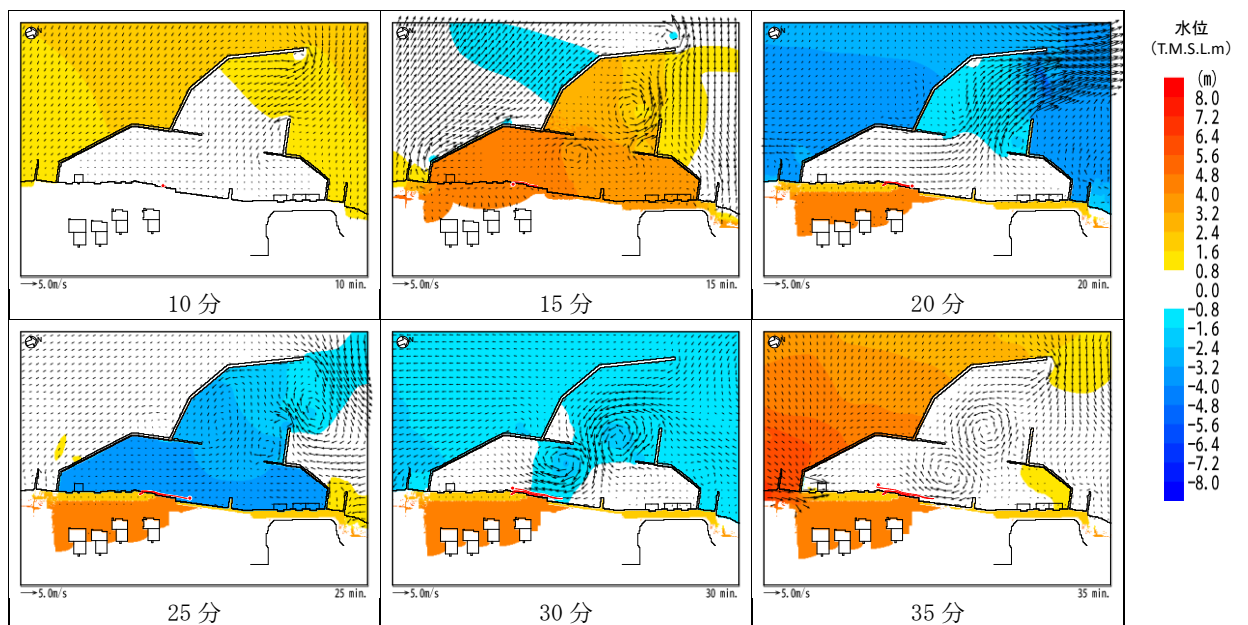 水位
(T.M.S.L.m)
(m)
8.0
7.2
6.4
5.6
4.8
4.0
3.2
2.4
1.6
0.8
0.0
-0.8
-1.6
-2.4
-3.2
-4.0
-4.8
-5.6
-6.4
-7.2
-8.0
N
5.0m/s
10 min.
N
5.0m/s
15 min.
N
5.0m/s
20 min.
10 分
15 分
20 分
N
5.0m/s
25 min.
N
5.0m/s
30 min.
N
5.0m/s
35 min.
25 分
30 分
35 分